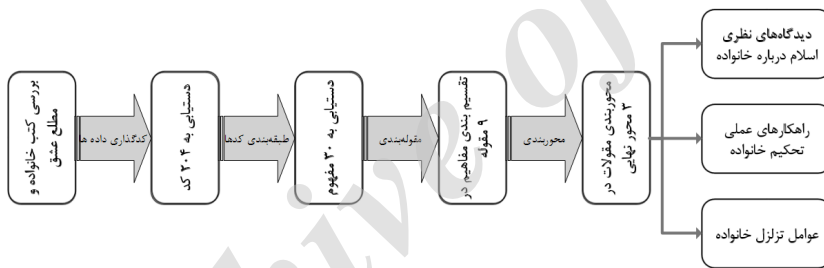 بررسی کتب خانواده و
مطلع عشق
کدگذاری داده ها
دستیابی به ۲۰۴ کد
طبقه‌بندی کدها
دستیابی به ۳۰ مفهوم
مقوله‌بندی
تقسیم بندی مفاهیم در
۹ مقوله
محوربندی
محوربندی مقولات در
۳ محور نهایی
دیدگاه‌های نظری
اسلام درباره خانواده
راهکارهای عملی
تحکیم خانواده
عوامل تزلزل خانواده